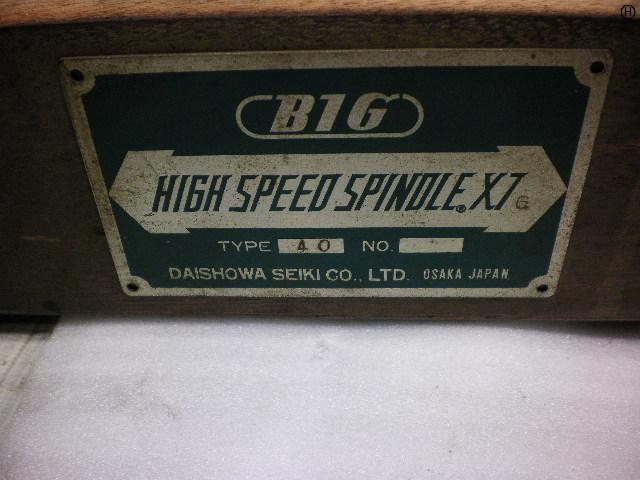 H
BIG
HIGH SPEED SPINDLE® X7 G
TYPE 40 NO.
DAISHOWA SEIKI CO., LTD. OSAKA JAPAN